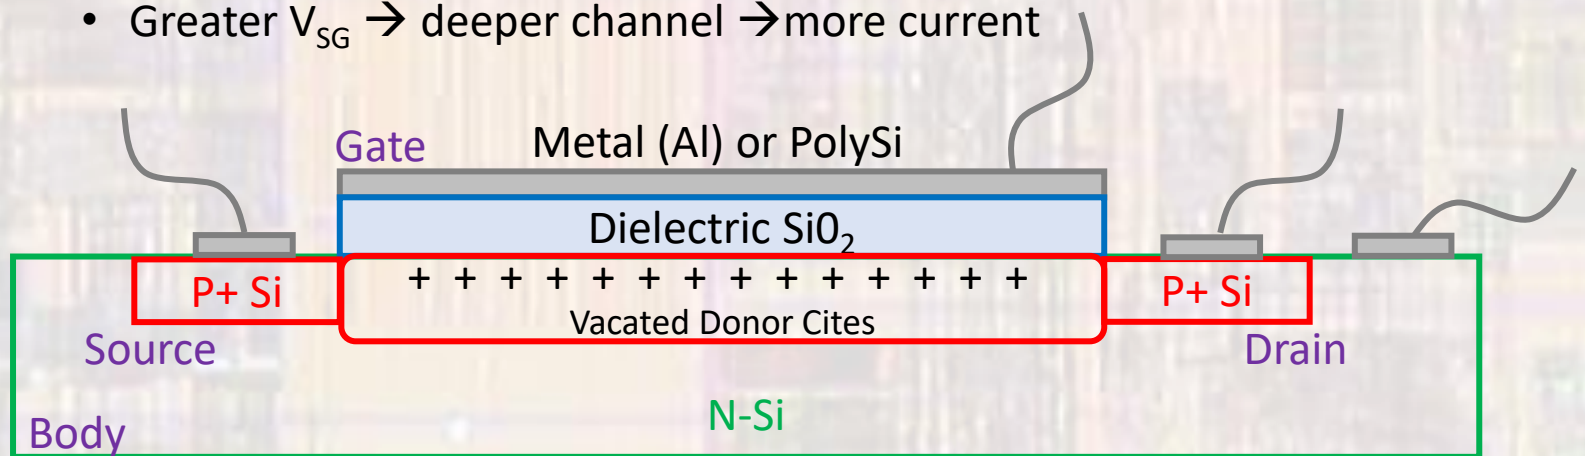 • Greater V_SG → deeper channel →more current
Gate
Metal (Al) or PolySi
Dielectric Si0₂
P+ Si
+ + + + + + + + + + + + + +
P+ Si
Vacated Donor Cites
Source
Drain
N-Si
Body